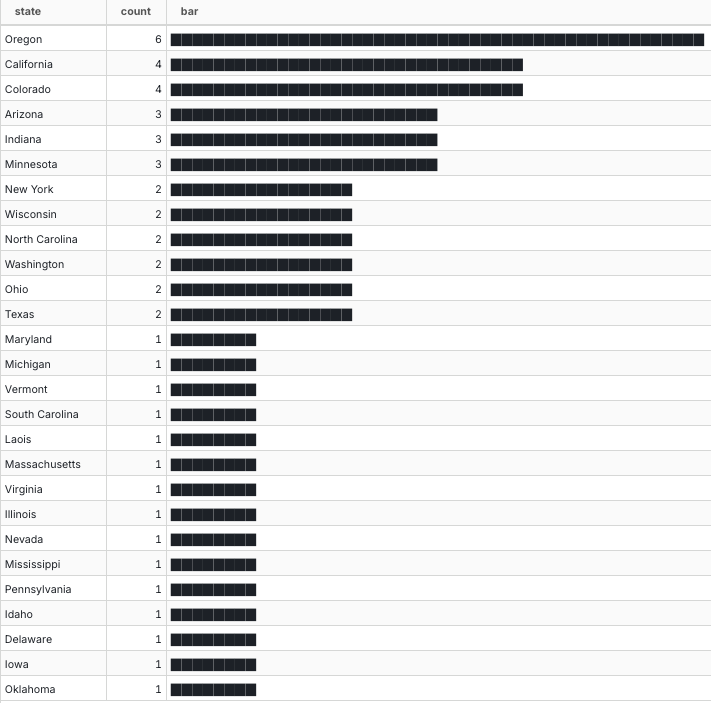 state count bar
Oregon 6
California 4
Colorado 4
Arizona 3
Indiana 3
Minnesota 3
New York 2
Wisconsin 2
North Carolina 2
Washington 2
Ohio 2
Texas 2
Maryland 1
Michigan 1
Vermont 1
South Carolina 1
Laois 1
Massachusetts 1
Virginia 1
Illinois 1
Nevada 1
Mississippi 1
Pennsylvania 1
Idaho 1
Delaware 1
Iowa 1
Oklahoma 1